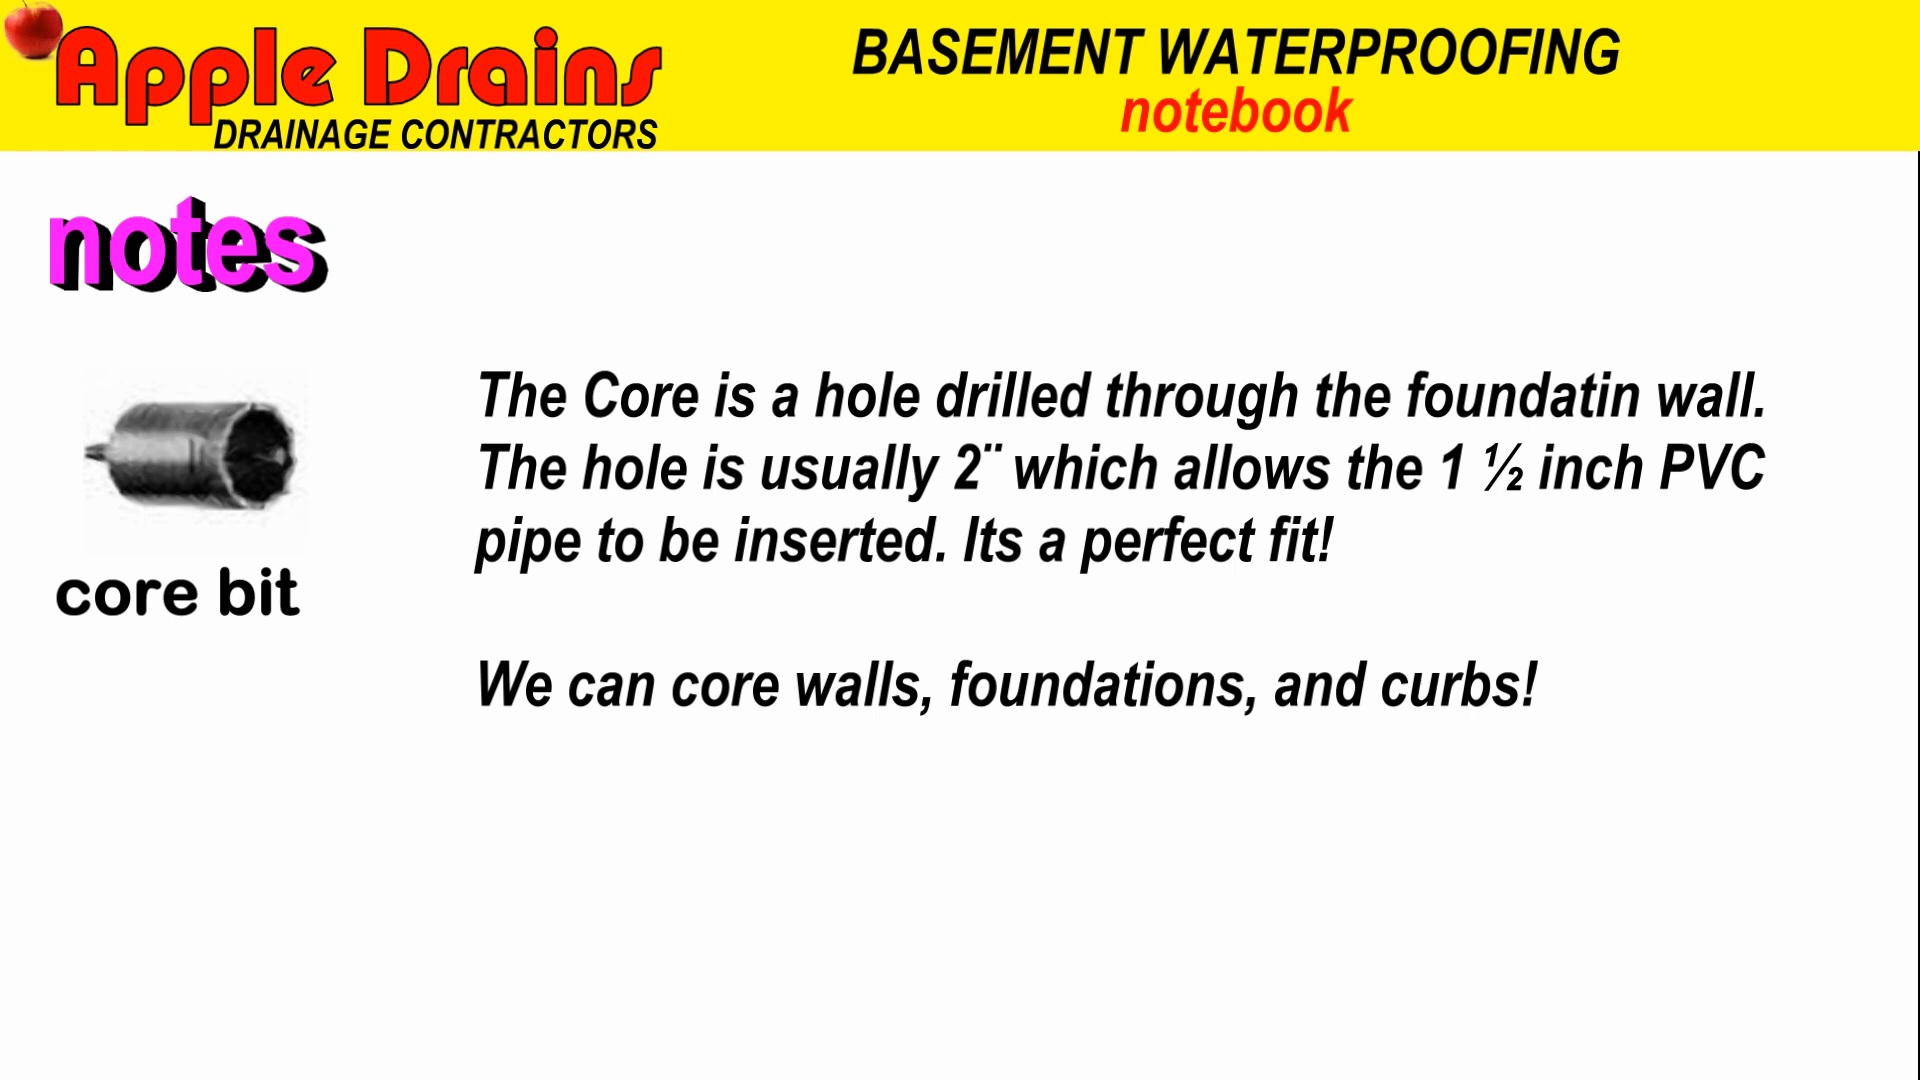 Apple Drains
DRAINAGE CONTRACTORS
BASEMENT WATERPROOFING
notebook
notes
The Core is a hole drilled through the foundatin wall.
The hole is usually 2¨ which allows the 1 ½ inch PVC
pipe to be inserted. Its a perfect fit!
We can core walls, foundations, and curbs!
core bit